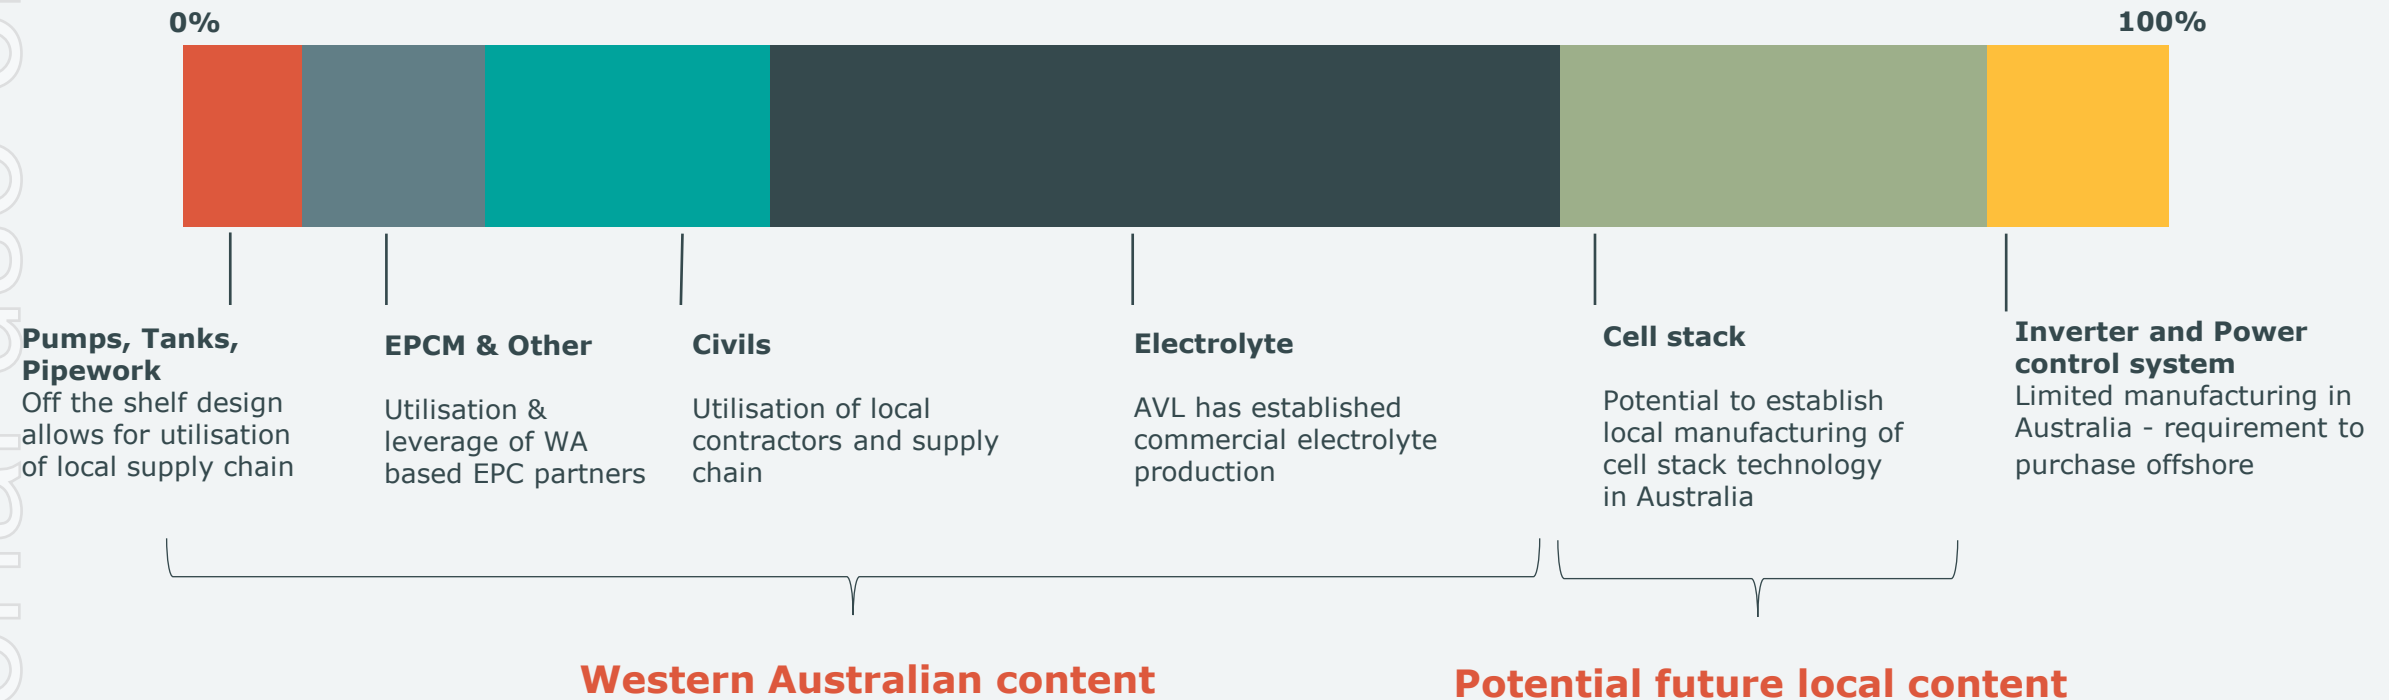 0%
100%
Pumps, Tanks,
Pipework
Off the shelf design
allows for utilisation
of local supply chain
EPCM & Other
Utilisation &
leverage of WA
based EPC partners
Civils
Utilisation of local
contractors and supply
chain
Electrolyte
AVL has established
commercial electrolyte
production
Cell stack
Potential to establish
local manufacturing of
cell stack technology
in Australia
Inverter and Power
control system
Limited manufacturing in
Australia - requirement to
purchase offshore
Western Australian content
Potential future local content